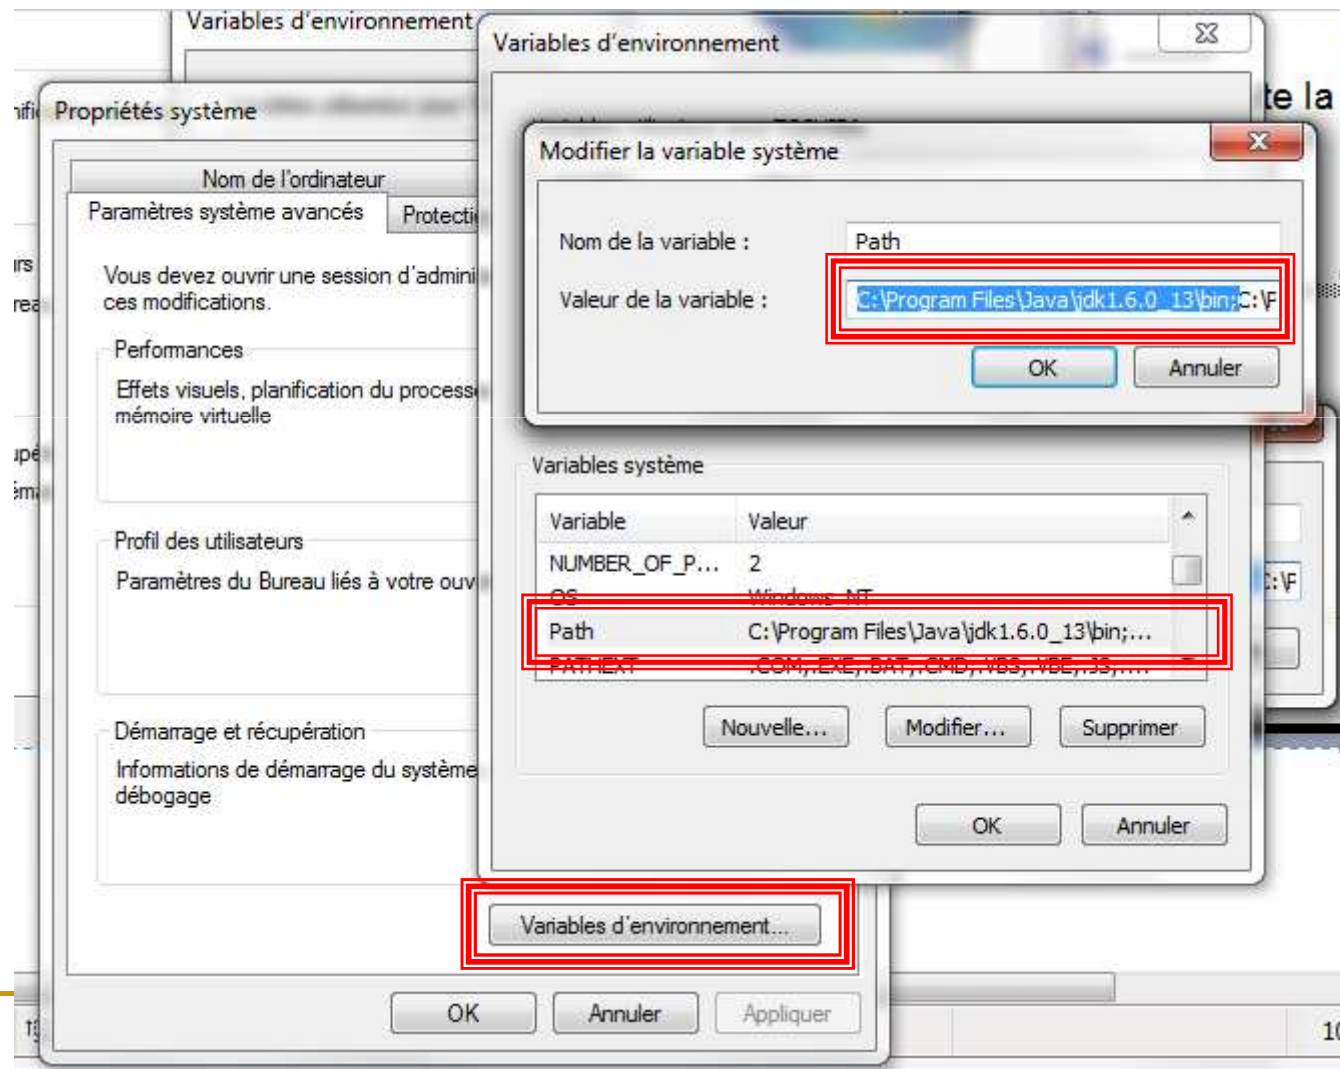 Variables d'environnement
Variables d'environnement
te la
Propriétés système
Modifier la variable système
Nom de l'ordinateur
Paramètres système avancés
Protecti
Nom de la variable :
Path
Vous devez ouvrir une session d'admini
ces modifications.
Valeur de la variable :
C:\Program Files\Java\jdk1.6.0_13\bin;C:\P
OK
Annuler
Performances
Effets visuels, planification du process
mémoire virtuelle
Variables système
Variable
Valeur
NUMBER_OF_P...
2
OS
Windows_NT
Path
C:\Program Files\Java\jdk1.6.0_13\bin;...
PATHEXT
.COM;.EXE;.BAT;.CMD;.VBS;.VBE;.JS;....
Profil des utilisateurs
Paramètres du Bureau liés à votre ouv
Nouvelle...
Modifier...
Supprimer
Démarrage et récupération
Informations de démarrage du système
débogage
OK
Annuler
Variables d'environnement...
OK
Annuler
Appliquer
10